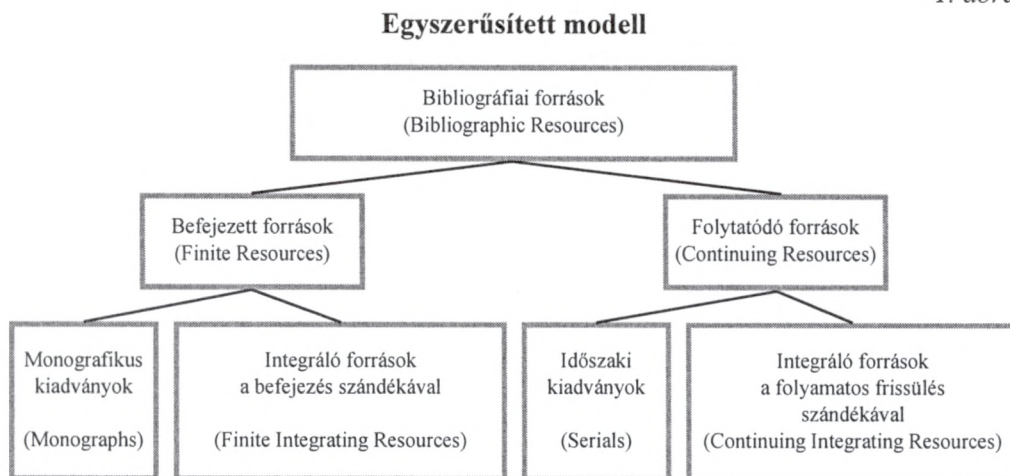 Egyszerűsített modell
Bibliográfiai források
(Bibliographic Resources)
Befejezett források
(Finite Resources)
Folytatódó források
(Continuing Resources)
Monografikus
kiadványok
(Monographs)
Integráló források
a befejezés szándékával
(Finite Integrating Resources)
Időszaki
kiadványok
(Serials)
Integráló források
a folyamatos frissülés
szándékával
(Continuing Integrating Resources)